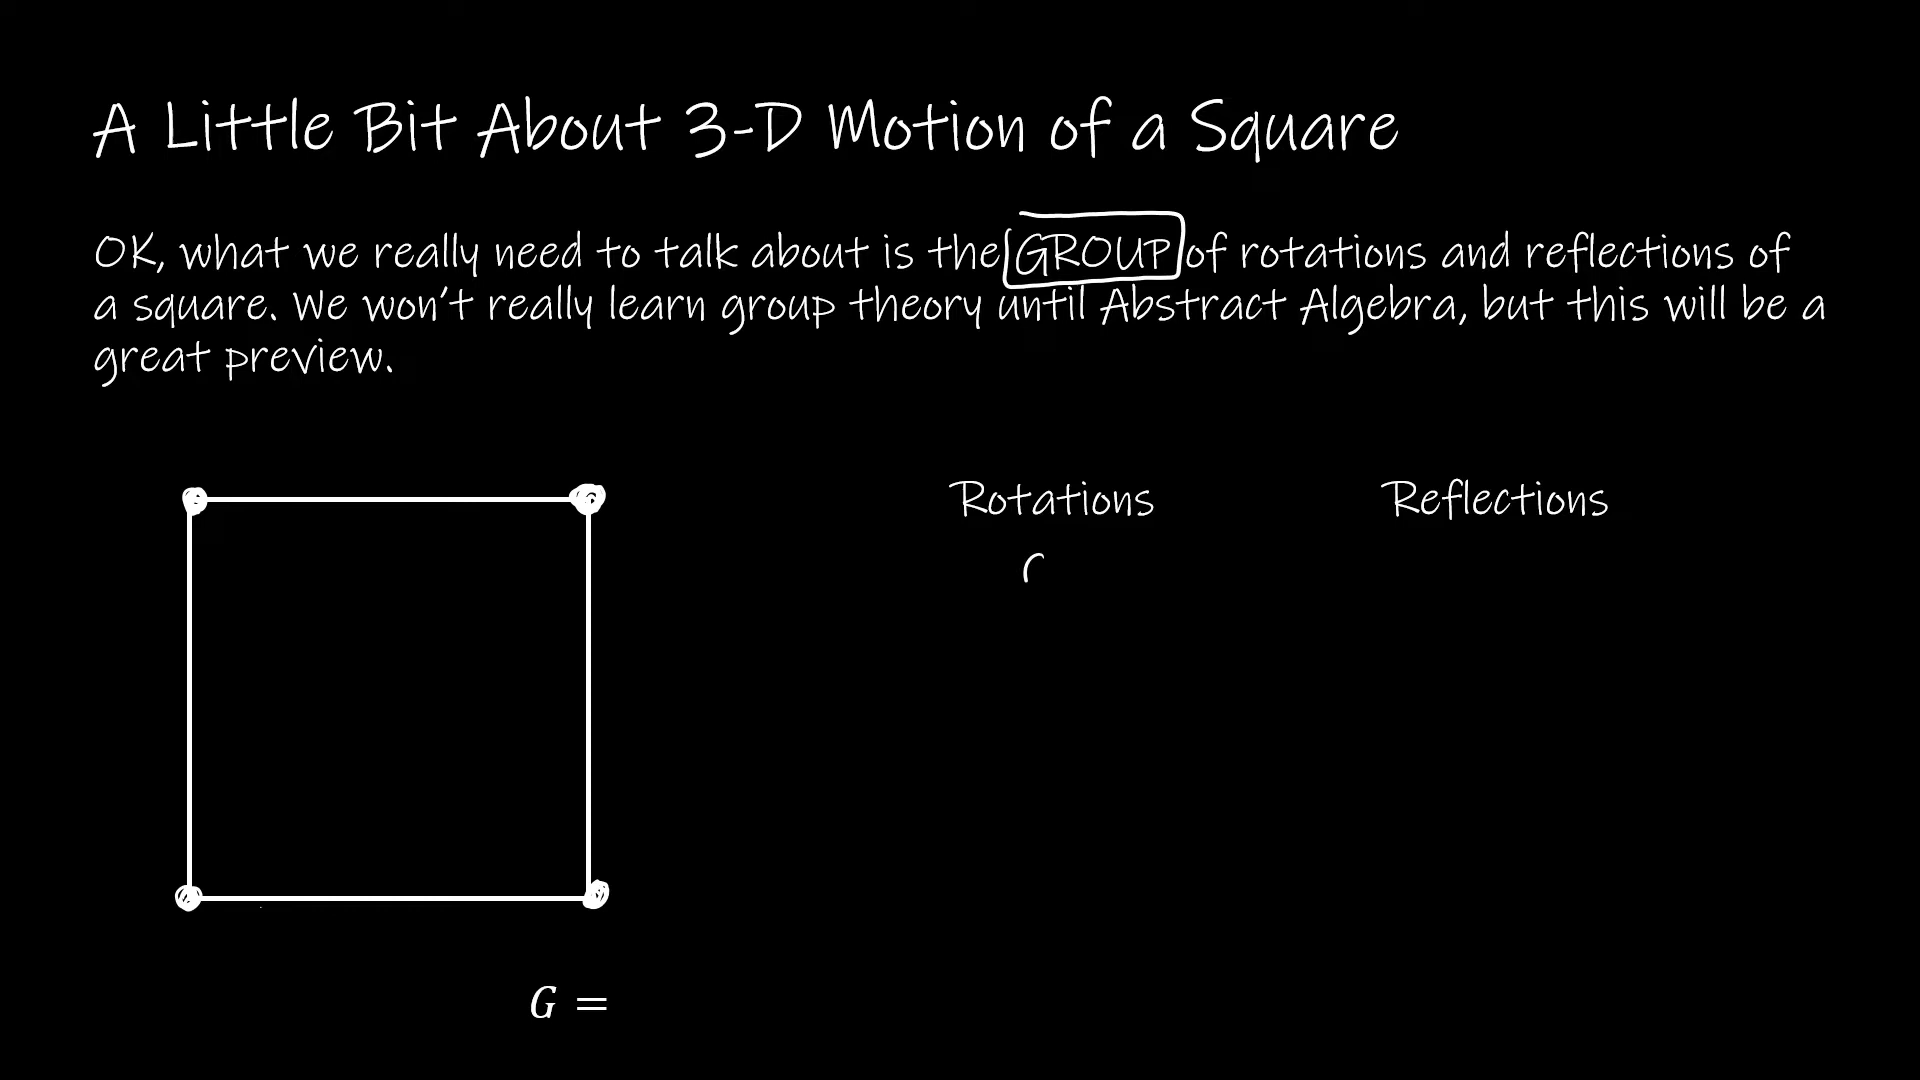 A Little Bit About 3-D Motion of a Square
OK, what we really need to talk about is the GROUP of rotations and reflections of
a square. We won't really learn group theory until Abstract Algebra, but this will be a
great preview.
Rotations Reflections
G =